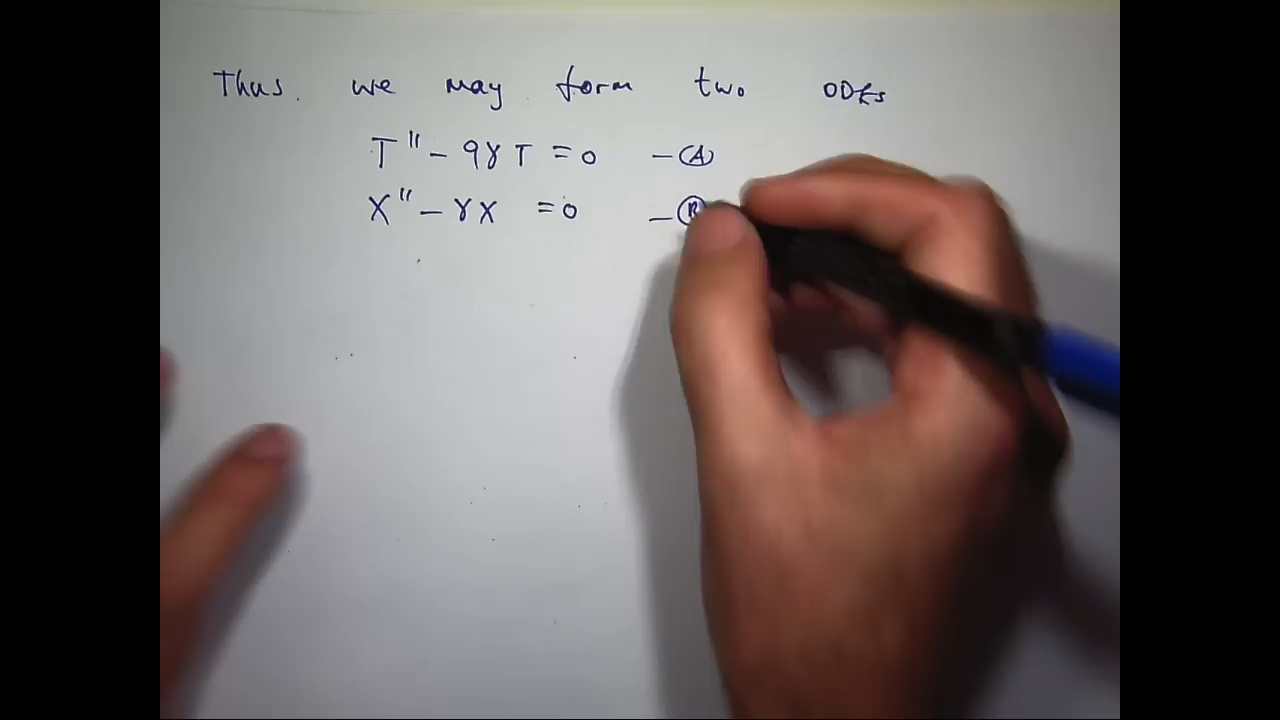 Thus. we may form two ODEs
T" - 9γT = 0 - Ⓐ
X" - γX = 0 - Ⓑ